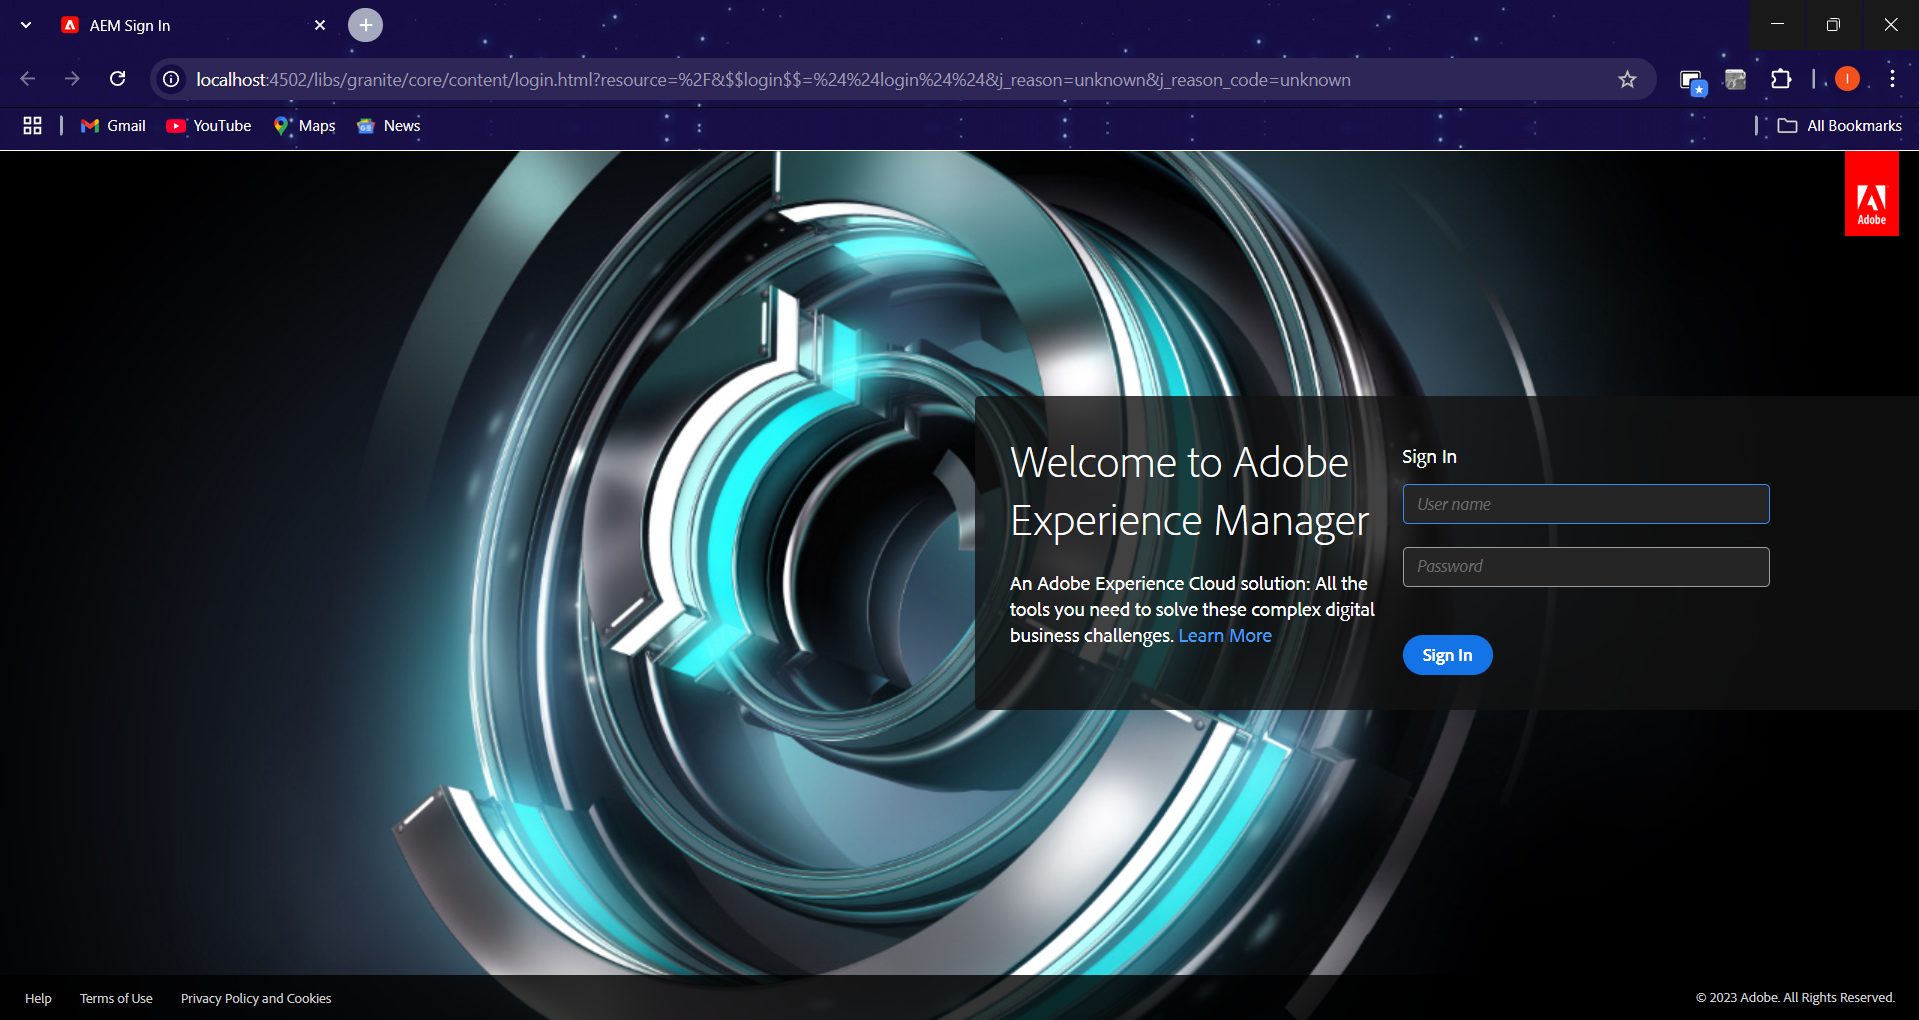 AEM Sign In
localhost:4502/libs/granite/core/content/login.html?resource=%2F&$$login$$=%24%24login%24%24&j_reason=unknown&j_reason_code=unknown
I
Gmail
YouTube
Maps
News
All Bookmarks
Adobe
Welcome to Adobe
Experience Manager
An Adobe Experience Cloud solution: All the
tools you need to solve these complex digital
business challenges. Learn More
Sign In
User name
Password
Sign In
Help
Terms of Use
Privacy Policy and Cookies
© 2023 Adobe. All Rights Reserved.